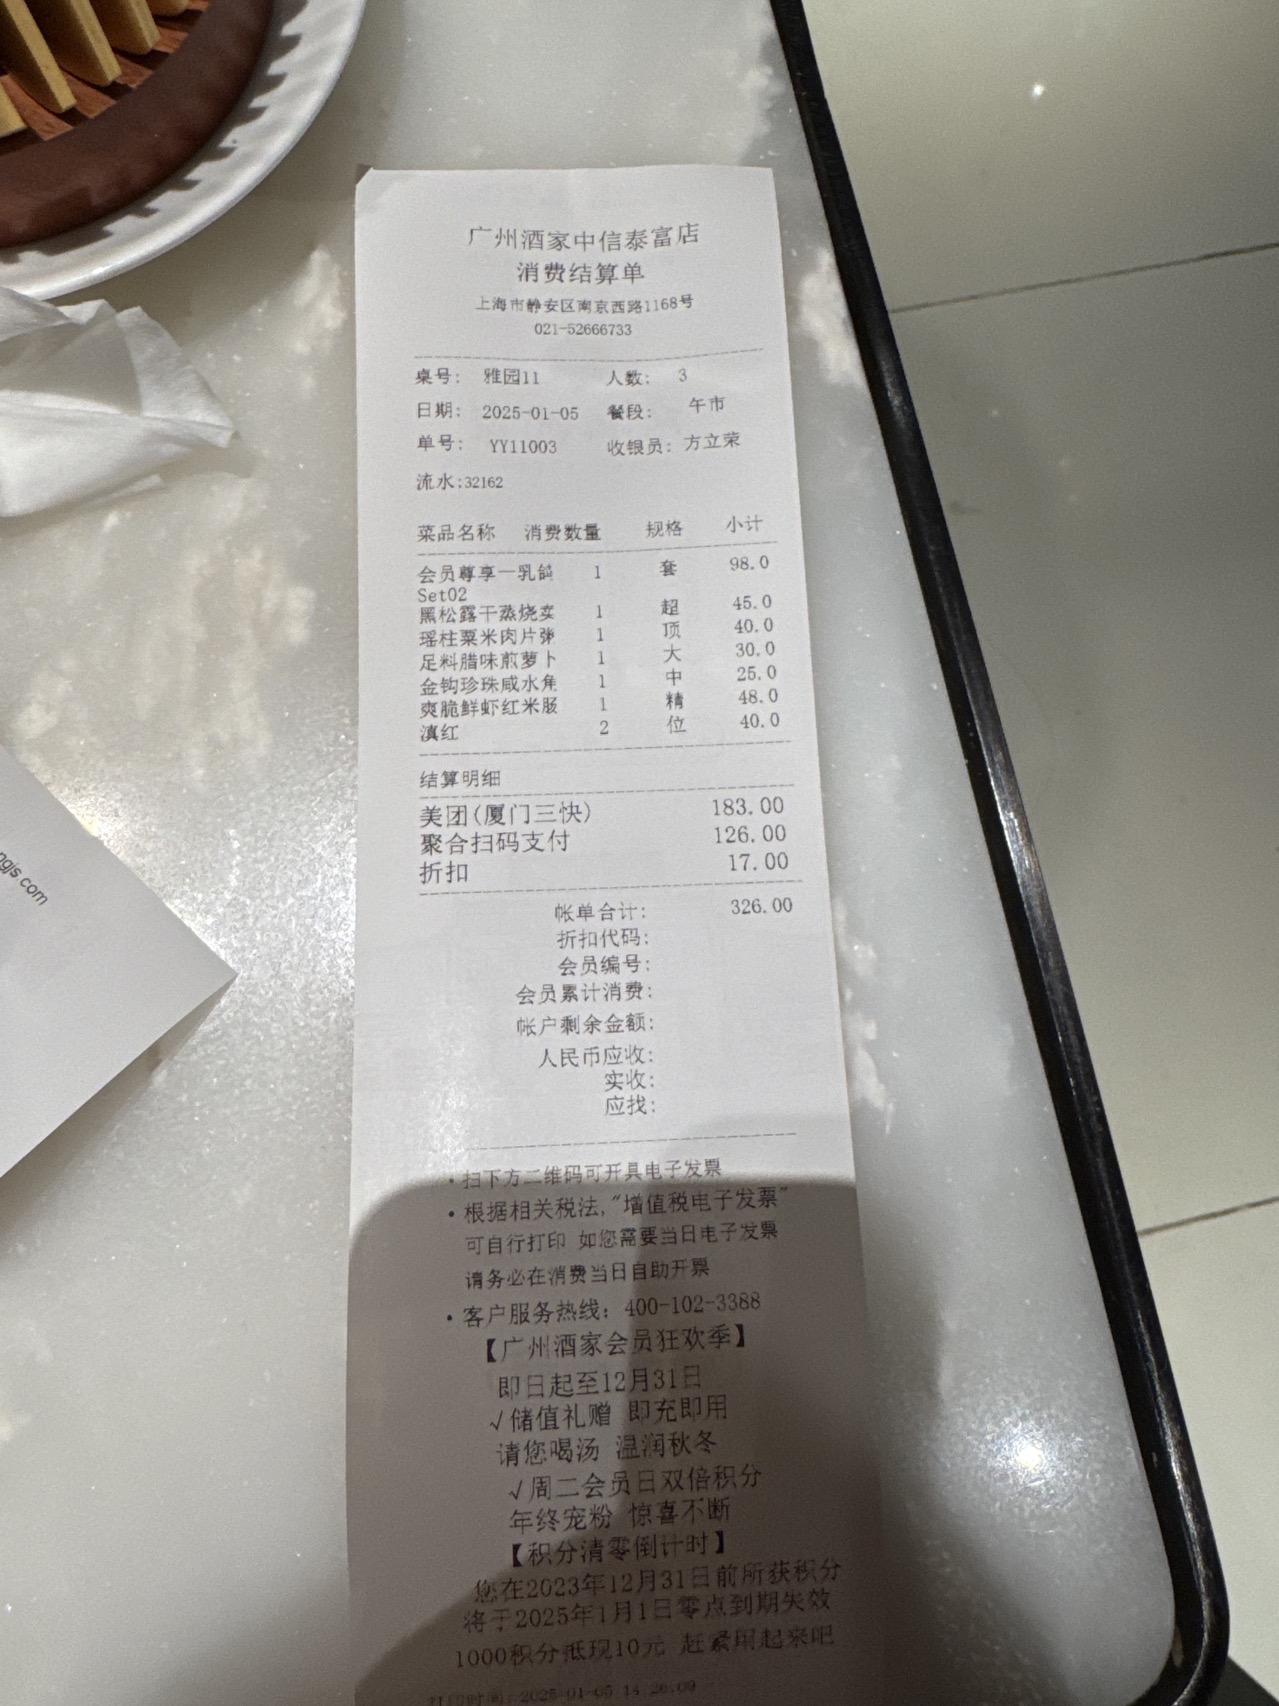 广州酒家中信泰富店
消费结算单
上海市静安区南京西路1168号
021-52666733
桌号: 雅园11 人数: 3
日期: 2025-01-05 餐段: 午市
单号: YY11003 收银员: 方立荣
流水:32162
菜品名称 消费数量 规格 小计
会员尊享一乳鸽 1 套 98.0
Set02
黑松露干蒸烧卖 1 超 45.0
瑶柱粟米肉片粥 1 顶 40.0
足料腊味煎萝卜 1 大 30.0
金钩珍珠咸水角 1 中 25.0
爽脆鲜虾红米肠 1 精 48.0
滇红 2 位 40.0
结算明细
美团(厦门三快) 183.00
聚合扫码支付 126.00
折扣 17.00
帐单合计: 326.00
折扣代码:
会员编号:
会员累计消费:
帐户剩余金额:
人民币应收:
实收:
应找:
·扫下方二维码可开具电子发票
·根据相关税法,"增值税电子发票"
可自行打印 如您需要当日电子发票
请务必在消费当日自助开票
·客户服务热线: 400-102-3388
【广州酒家会员狂欢季】
即日起至12月31日
√储值礼赠 即充即用
请您喝汤 温润秋冬
√周二会员日双倍积分
年终宠粉 惊喜不断
【积分清零倒计时】
您在2023年12月31日前所获积分
将于2025年1月1日零点到期失效
1000积分抵现10元 赶紧用起来吧
打印时间:2025-01-05 14:26:09
ngjs.com